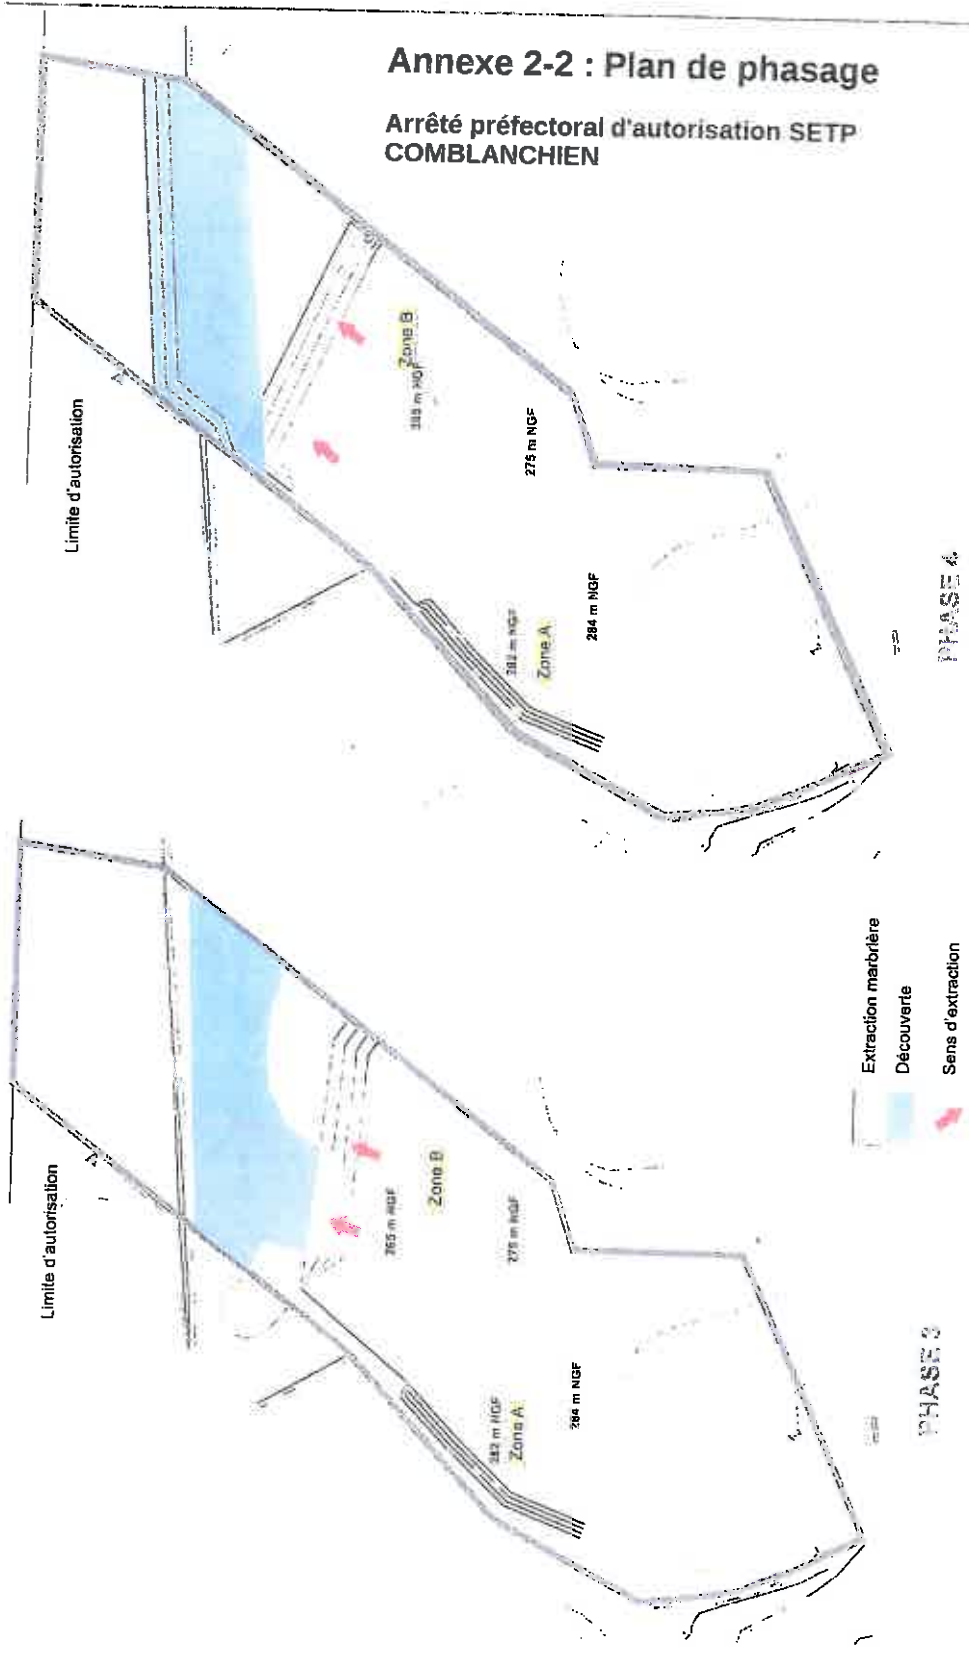 Annexe 2-2 : Plan de phasage
Arrêté préfectoral d'autorisation SETP
COMBLANCHIEN
Limite d'autorisation
Zone B
275 m NGF
282 m NGF
Zone A
284 m NGF
PHASE 4
Limite d'autorisation
Zone B
265 m NGF
275 m NGF
282 m NGF
Zone A
284 m NGF
PHASE 3
Extraction marbrière
Découverte
Sens d'extraction